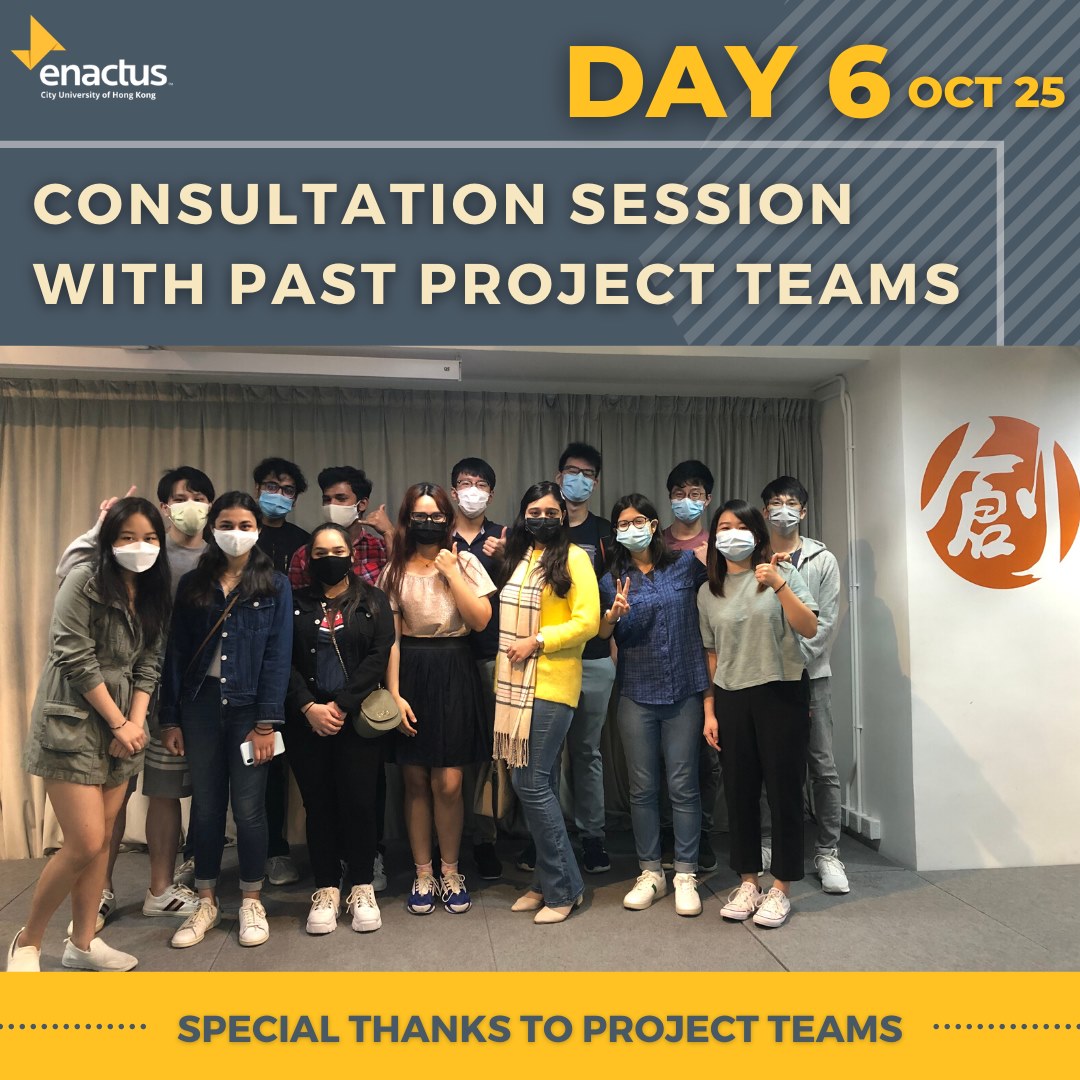 enactus
City University of Hong Kong
DAY 6 OCT 25
CONSULTATION SESSION
WITH PAST PROJECT TEAMS
創
SPECIAL THANKS TO PROJECT TEAMS